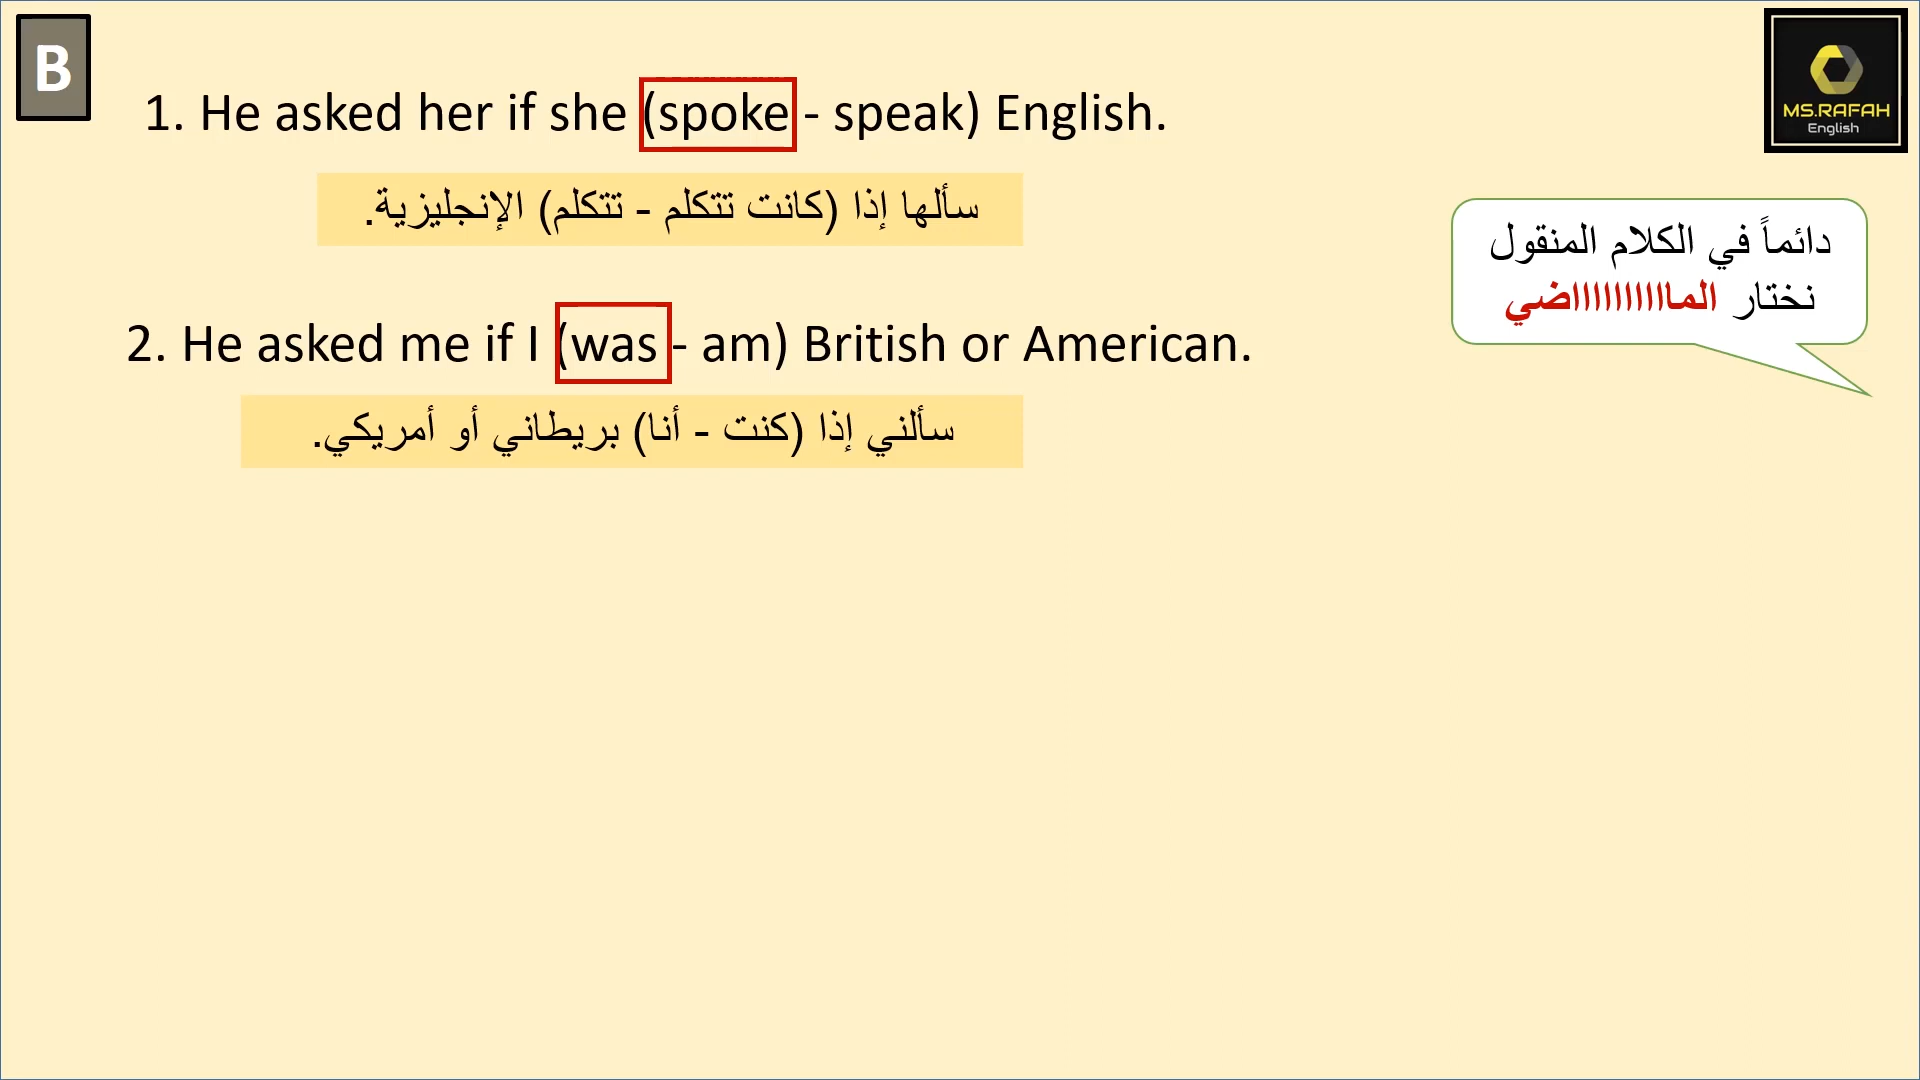 B
1. He asked her if she (spoke - speak) English.
سألها إذا (كانت تتكلم - تتكلم) الإنجليزية.
2. He asked me if I (was - am) British or American.
سألني إذا (كنت - أنا) بريطاني أو أمريكي.
MS.RAFAH
English
دائماً في الكلام المنقول
نختار الماااااااااااضي